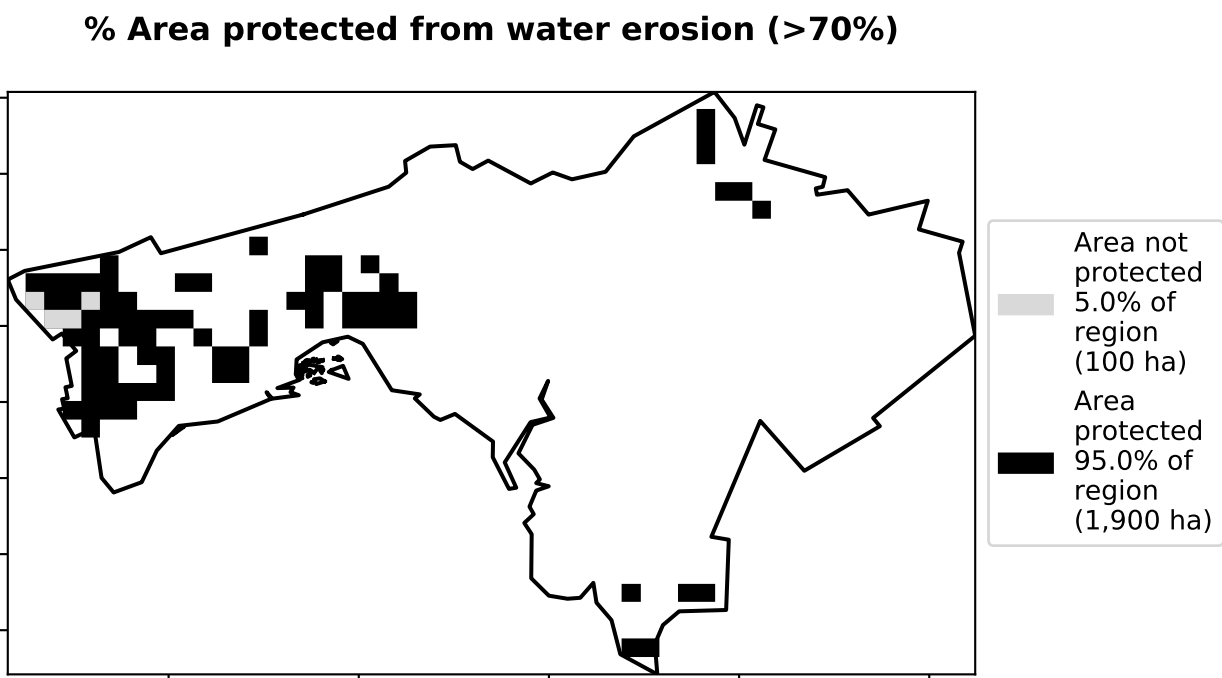 % Area protected from water erosion (>70%)
Area not
protected
5.0% of
region
(100 ha)
Area
protected
95.0% of
region
(1,900 ha)